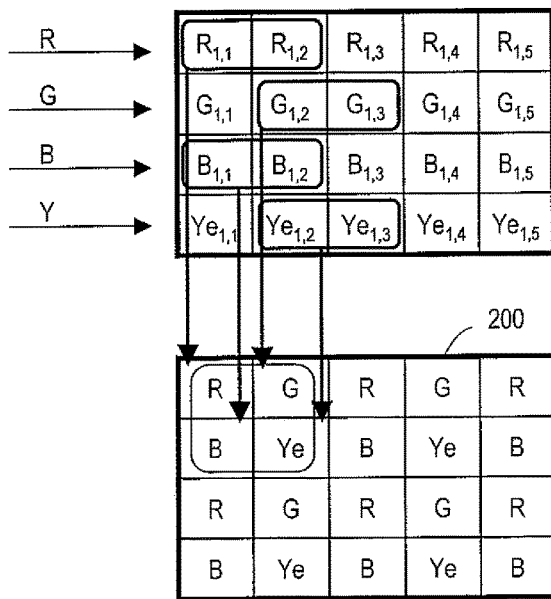 R R₁,₁ R₁,₂ R₁,₃ R₁,₄ R₁,₅
G G₁,₁ G₁,₂ G₁,₃ G₁,₄ G₁,₅
B B₁,₁ B₁,₂ B₁,₃ B₁,₄ B₁,₅
Y Ye₁,₁ Ye₁,₂ Ye₁,₃ Ye₁,₄ Ye₁,₅
200
R G R G R
B Ye B Ye B
R G R G R
B Ye B Ye B